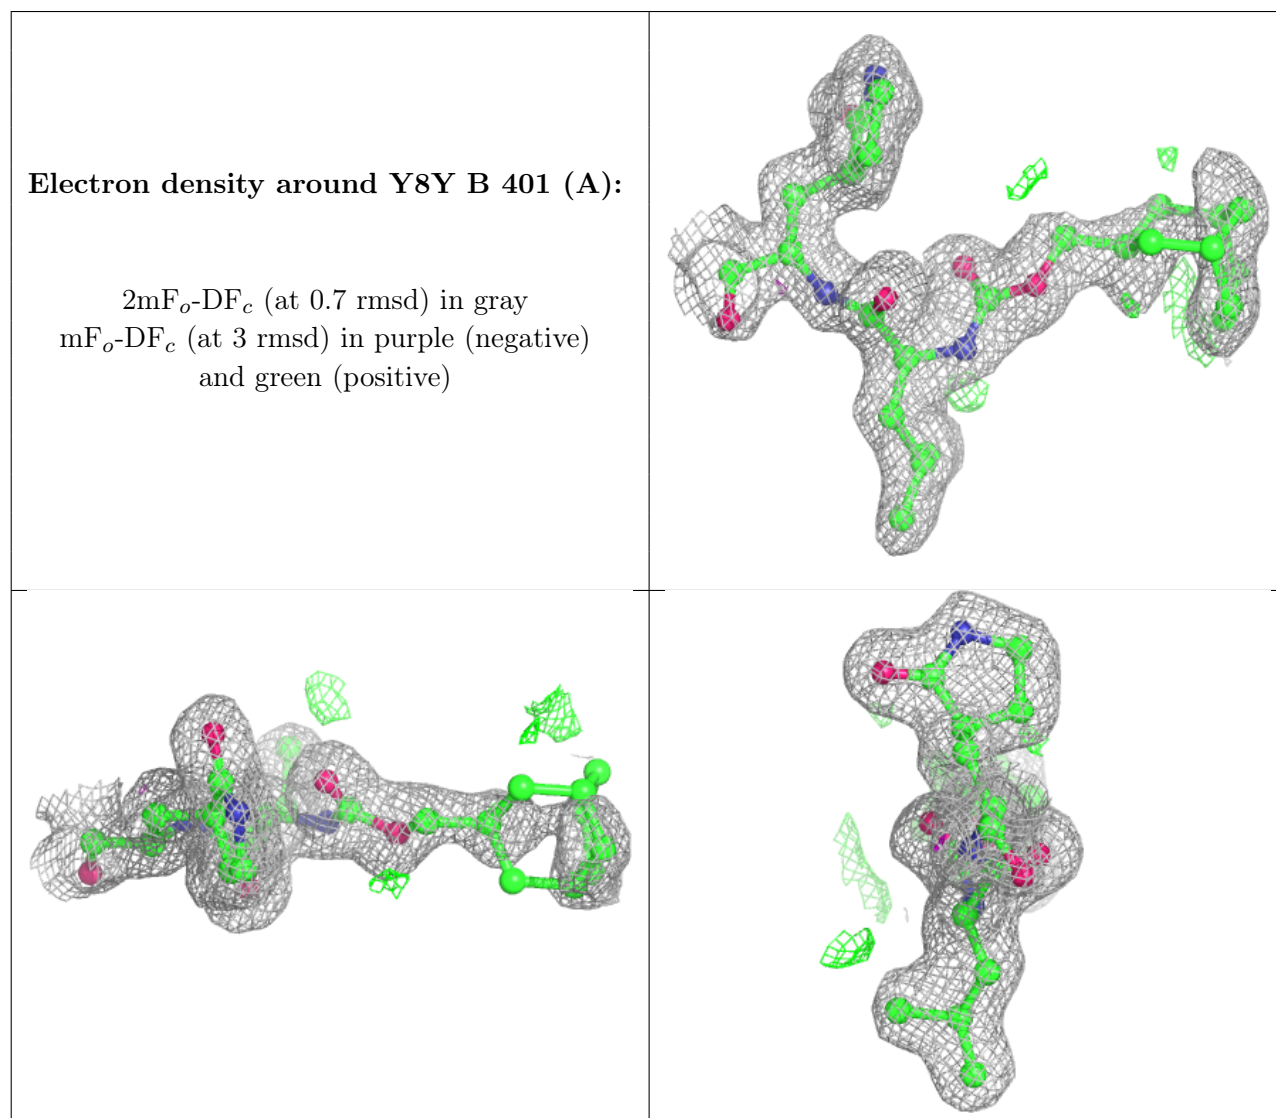 Electron density around Y8Y B 401 (A):
2mFₒ-DF𝒸 (at 0.7 rmsd) in gray
mFₒ-DF𝒸 (at 3 rmsd) in purple (negative)
and green (positive)